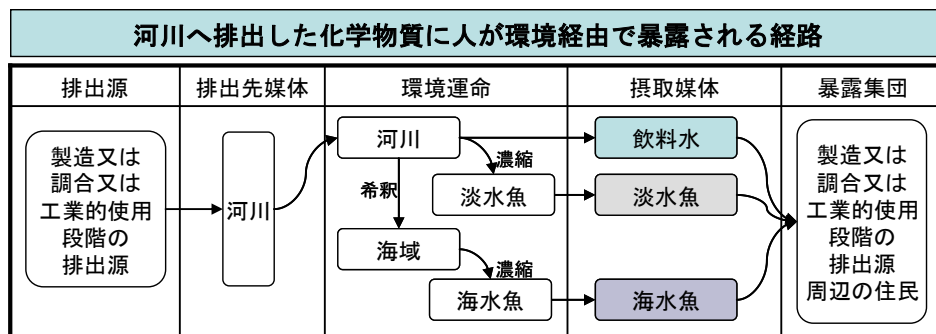 河川へ排出した化学物質に人が環境経由で暴露される経路
排出源
排出先媒体
環境運命
摂取媒体
暴露集団
製造又は
調合又は
工業的使用
段階の
排出源
河川
河川
濃縮
希釈
淡水魚
海域
濃縮
海水魚
飲料水
淡水魚
海水魚
製造又は
調合又は
工業的使用
段階の
排出源
周辺の住民